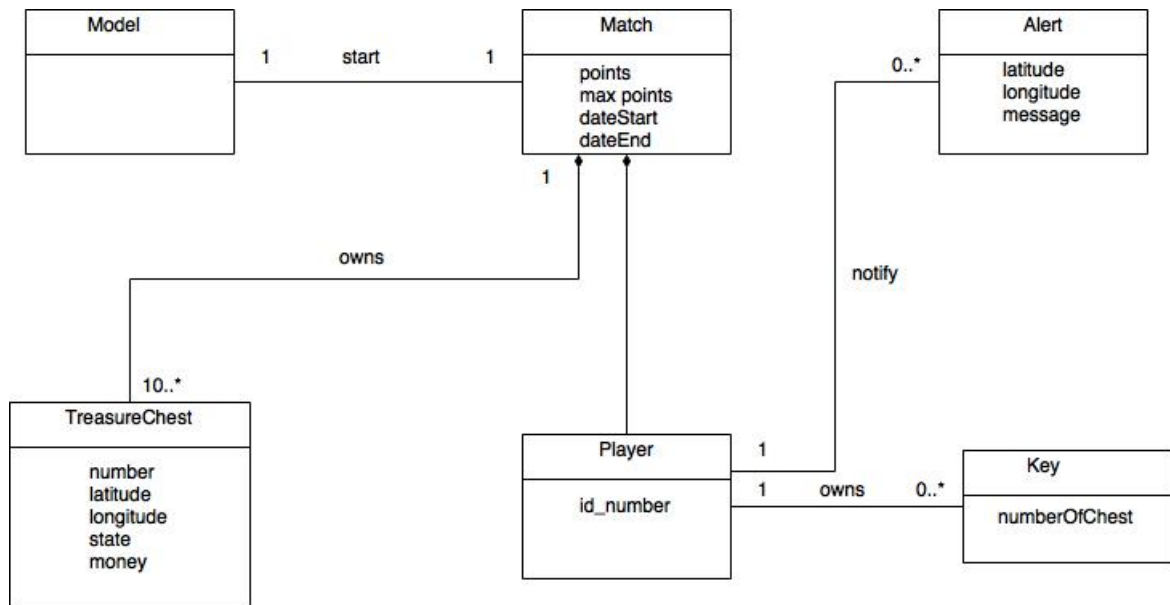 Model
1 start 1
Match
points
max points
dateStart
dateEnd
Alert
latitude
longitude
message
0..*
1
owns
notify
10..*
TreasureChest
number
latitude
longitude
state
money
Player
id_number
1
1 owns 0..*
Key
numberOfChest